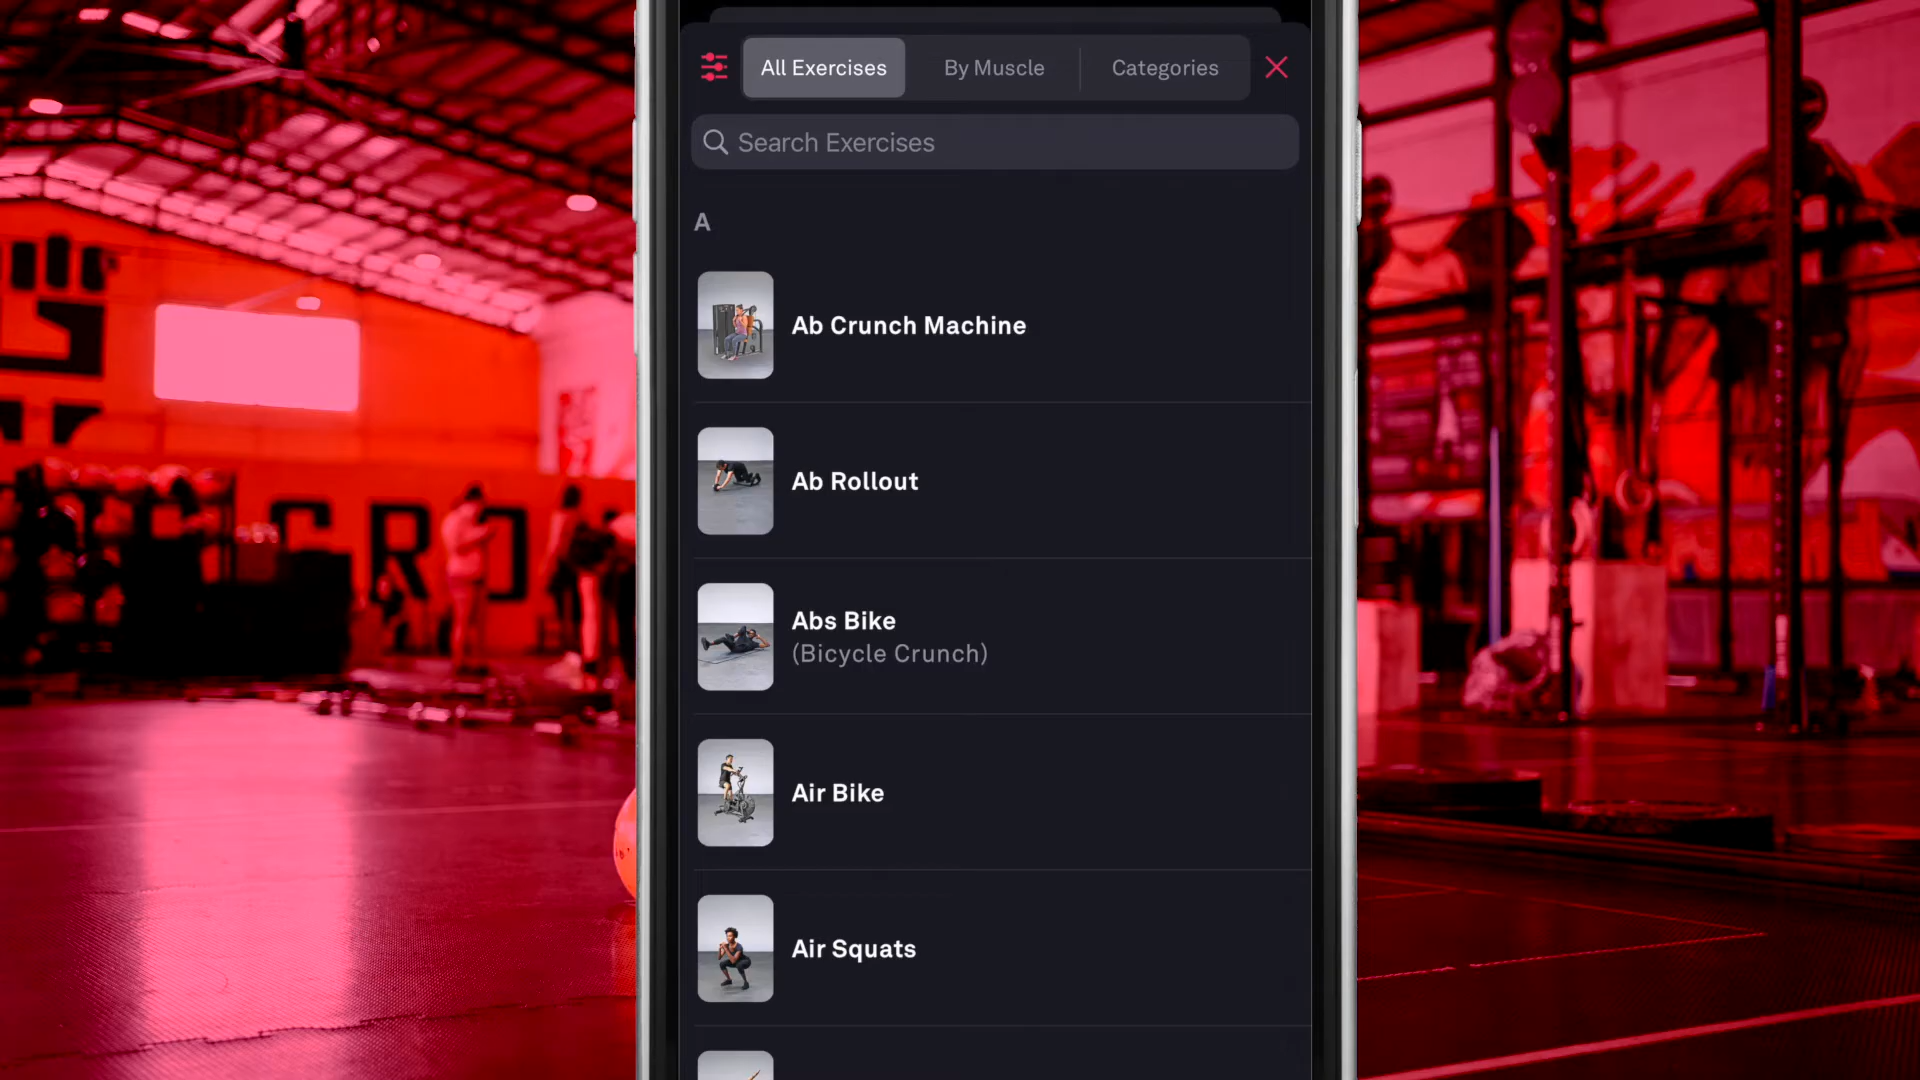 All Exercises
By Muscle
Categories
Search Exercises
A
Ab Crunch Machine
Ab Rollout
Abs Bike
(Bicycle Crunch)
Air Bike
Air Squats